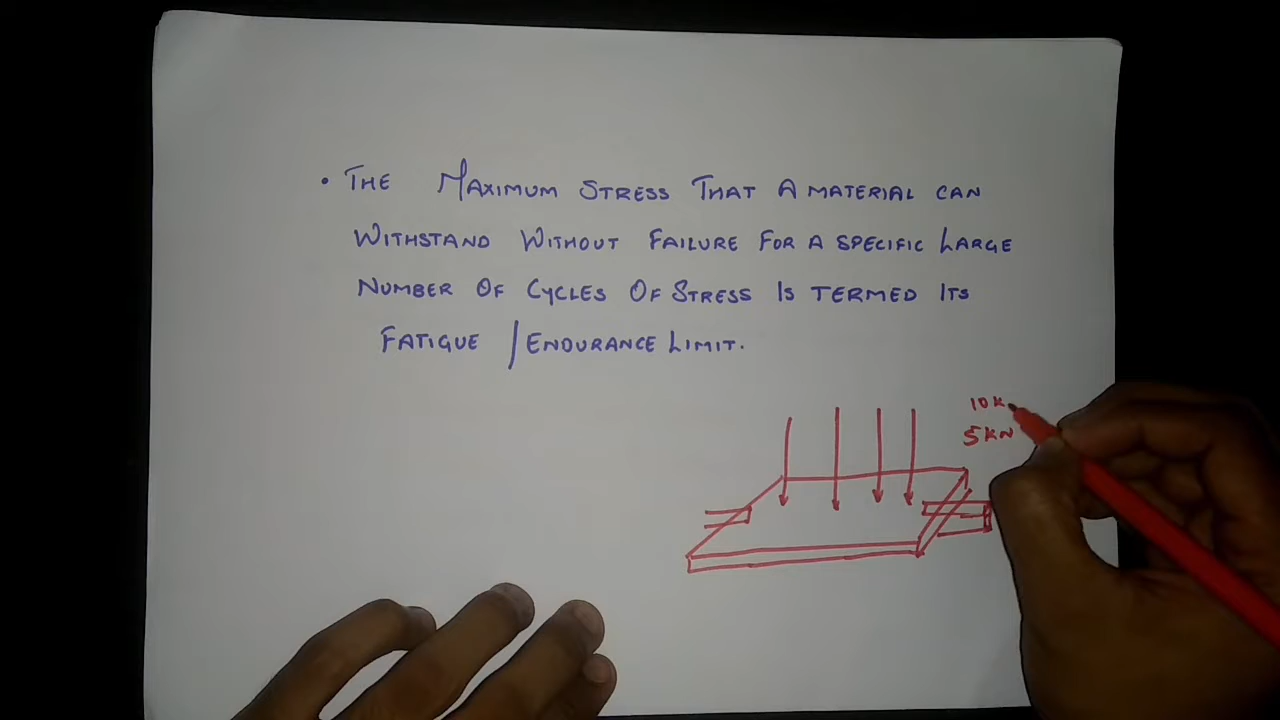 • THE MAXIMUM STRESS THAT A MATERIAL CAN
WITHSTAND WITHOUT FAILURE FOR A SPECIFIC LARGE
NUMBER OF CYCLES OF STRESS IS TERMED ITS
FATIGUE / ENDURANCE LIMIT.
10K
5KN